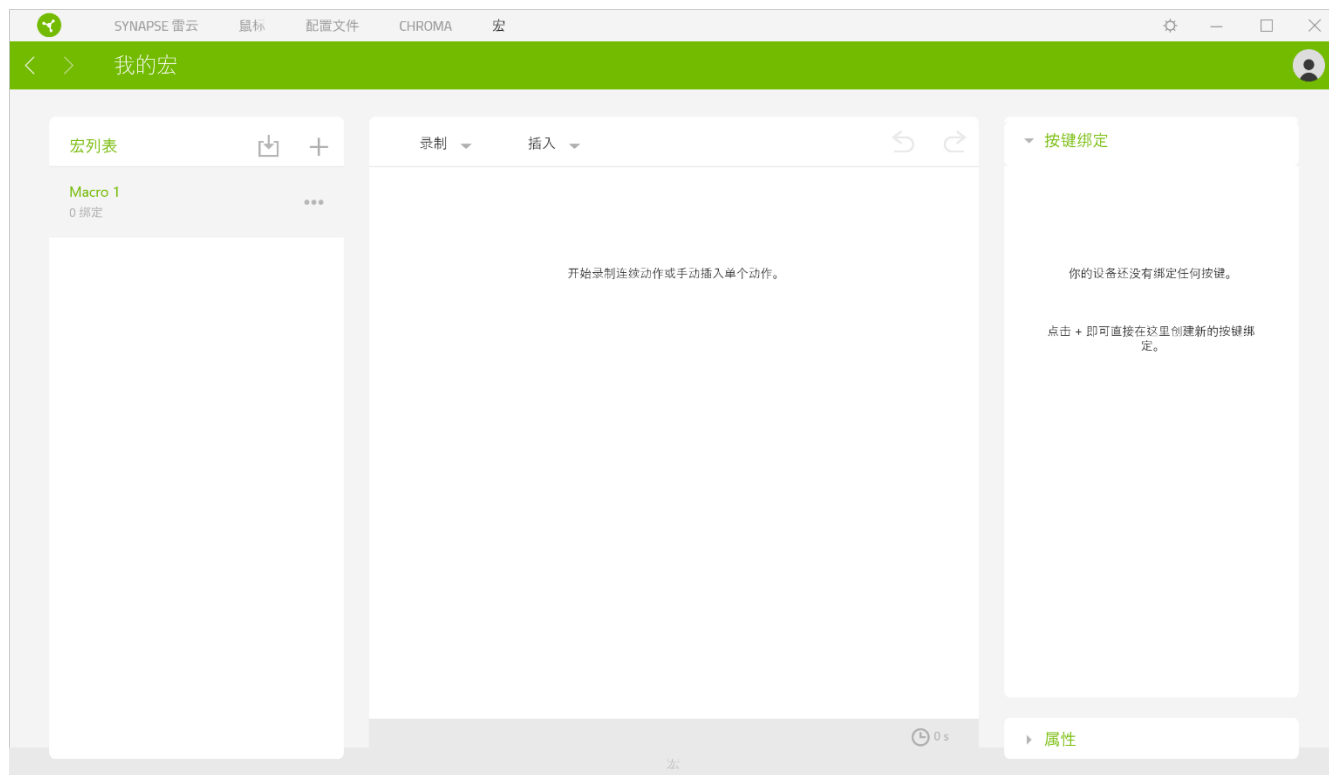 SYNAPSE 雷云 鼠标 配置文件 CHROMA 宏
我的宏
宏列表
Macro 1
0 绑定
录制 插入
开始录制连续动作或手动插入单个动作。
0 s
按键绑定
你的设备还没有绑定任何按键。
点击 + 即可直接在这里创建新的按键绑
定。
属性
宏